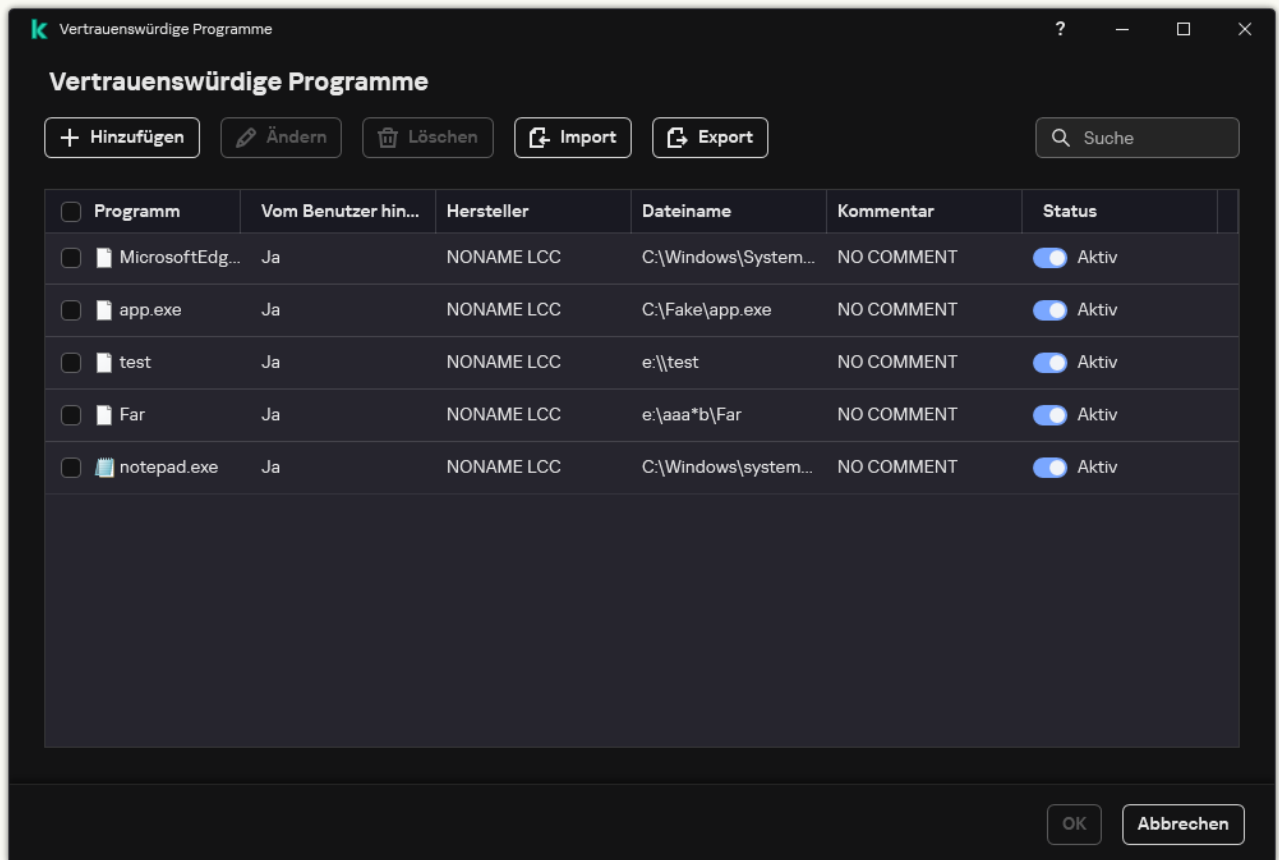 Vertrauenswürdige Programme ?
Vertrauenswürdige Programme
Hinzufügen Ändern Löschen Import Export Suche
Programm Vom Benutzer hin... Hersteller Dateiname Kommentar Status
MicrosoftEdg... Ja NONAME LCC C:\Windows\System... NO COMMENT Aktiv
app.exe Ja NONAME LCC C:\Fake\app.exe NO COMMENT Aktiv
test Ja NONAME LCC e:\\test NO COMMENT Aktiv
Far Ja NONAME LCC e:\aaa*b\Far NO COMMENT Aktiv
notepad.exe Ja NONAME LCC C:\Windows\system... NO COMMENT Aktiv
OK Abbrechen